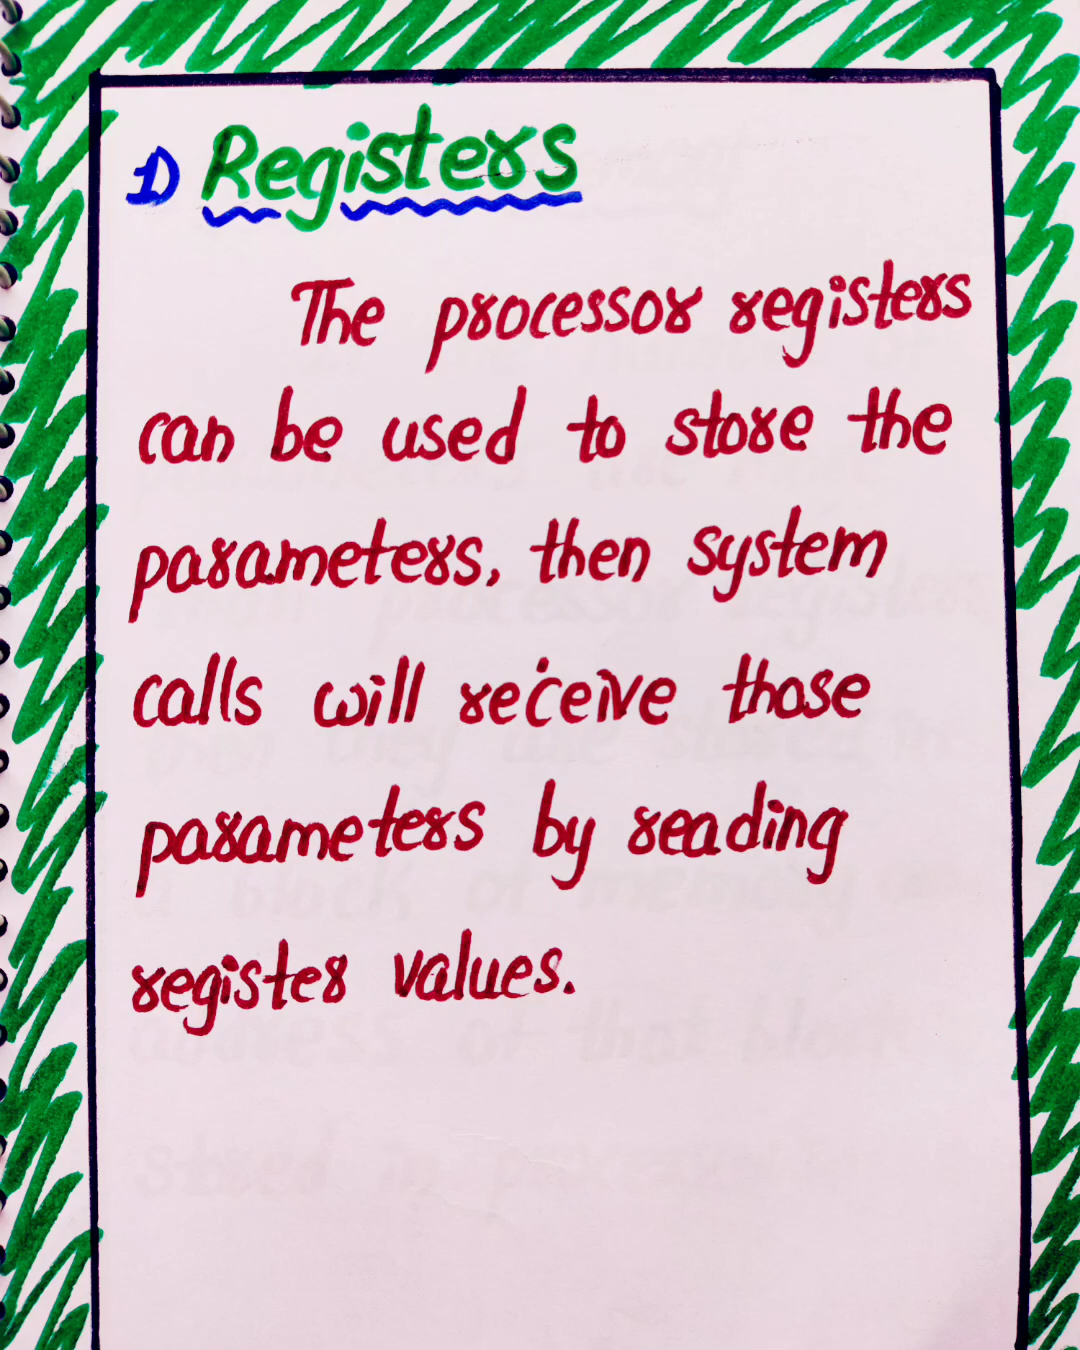 1) Registers
The processor registers
can be used to store the
parameters, then system
calls will receive those
parameters by reading
register values.